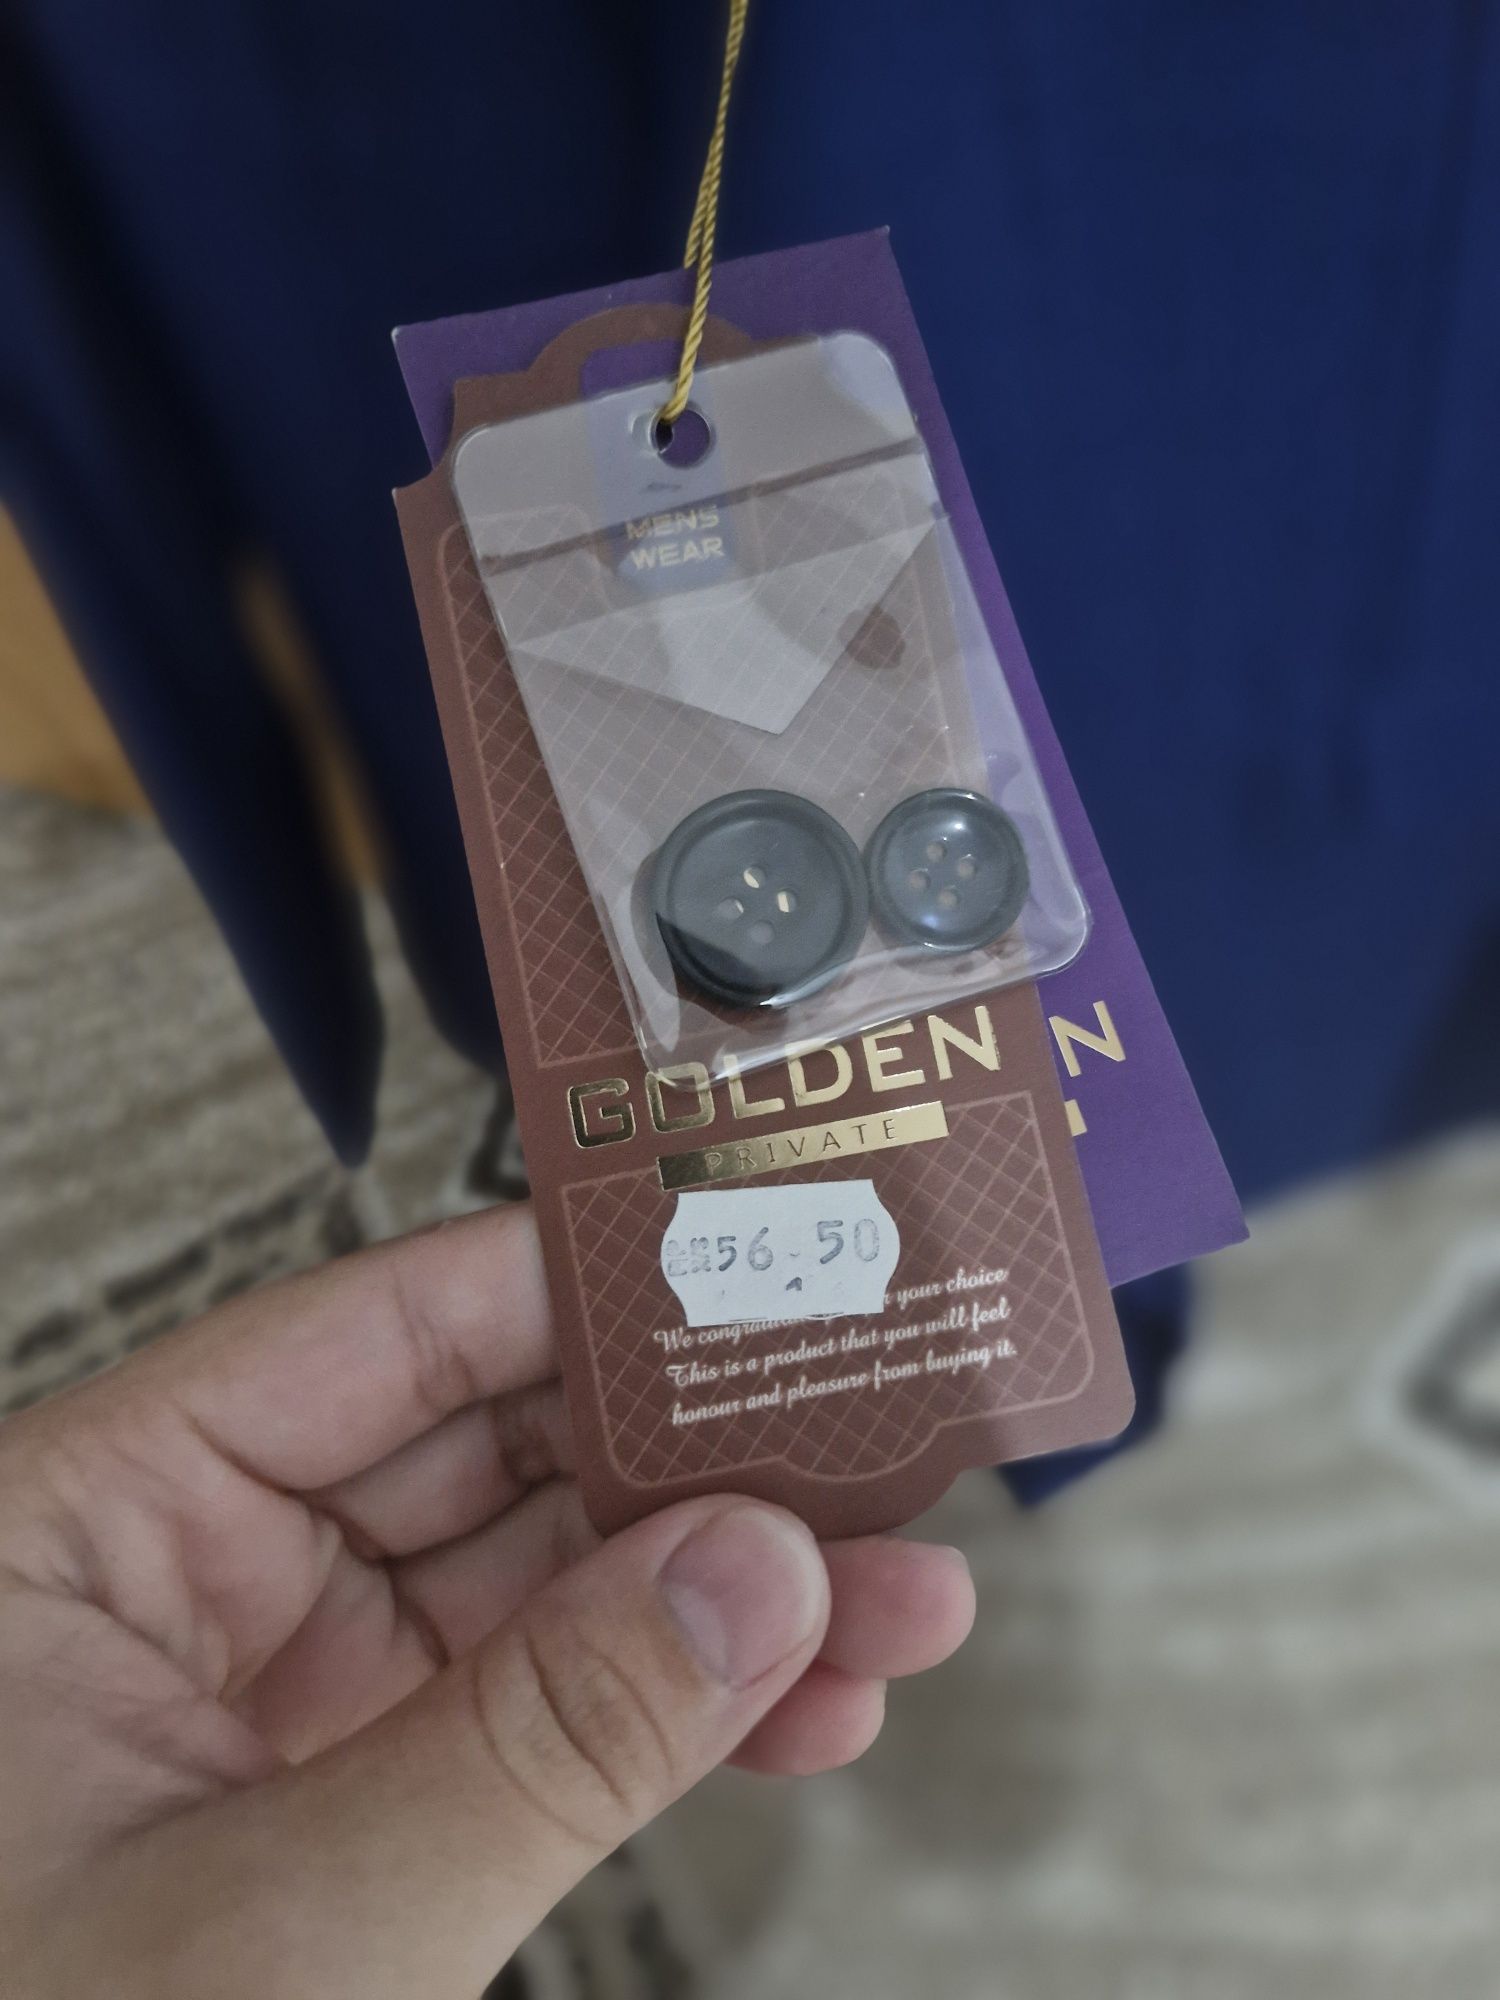 MENS
WEAR
GOLDEN
N
PRIVATE
56.50
We your choice
This is a product that you will feel
honour and pleasure from buying it.